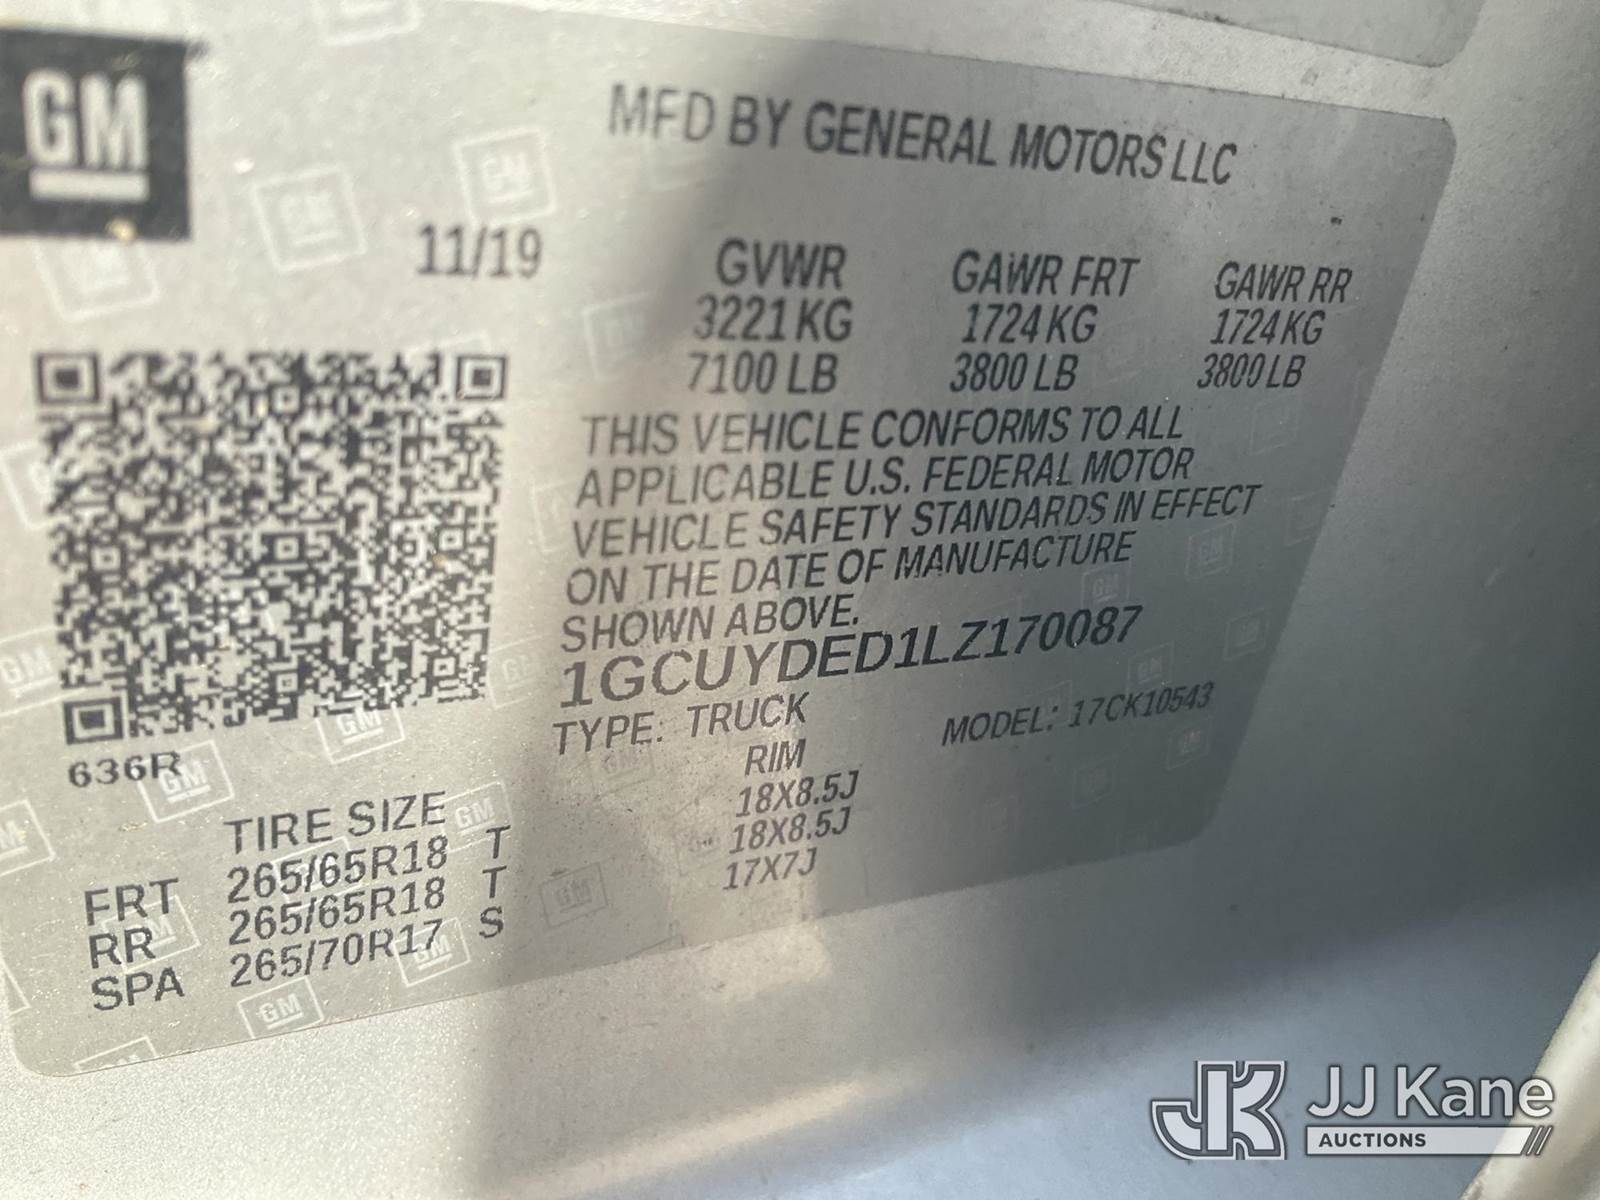 GM
MFD BY GENERAL MOTORS LLC
11/19
GVWR GAWR FRT GAWR RR
3221 KG 1724 KG 1724 KG
7100 LB 3800 LB 3800 LB
THIS VEHICLE CONFORMS TO ALL
APPLICABLE U.S. FEDERAL MOTOR
VEHICLE SAFETY STANDARDS IN EFFECT
ON THE DATE OF MANUFACTURE
SHOWN ABOVE.
1GCUYDED1LZ170087
TYPE: TRUCK MODEL: 17CK10543
636R
TIRE SIZE RIM
FRT 265/65R18 T 18X8.5J
RR 265/65R18 T 18X8.5J
SPA 265/70R17 S 17X7J
JK JJ Kane
AUCTIONS